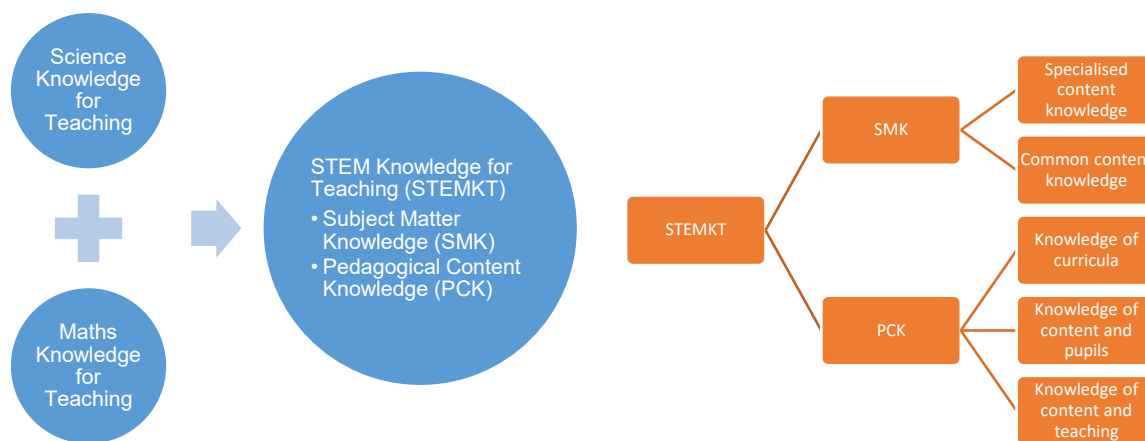 Science
Knowledge
for
Teaching
Maths
Knowledge
for
Teaching
STEM Knowledge for
Teaching (STEMKT)
• Subject Matter
Knowledge (SMK)
• Pedagogical Content
Knowledge (PCK)
STEMKT
SMK
PCK
Specialised
content
knowledge
Common content
knowledge
Knowledge of
curricula
Knowledge of
content and
pupils
Knowledge of
content and
teaching